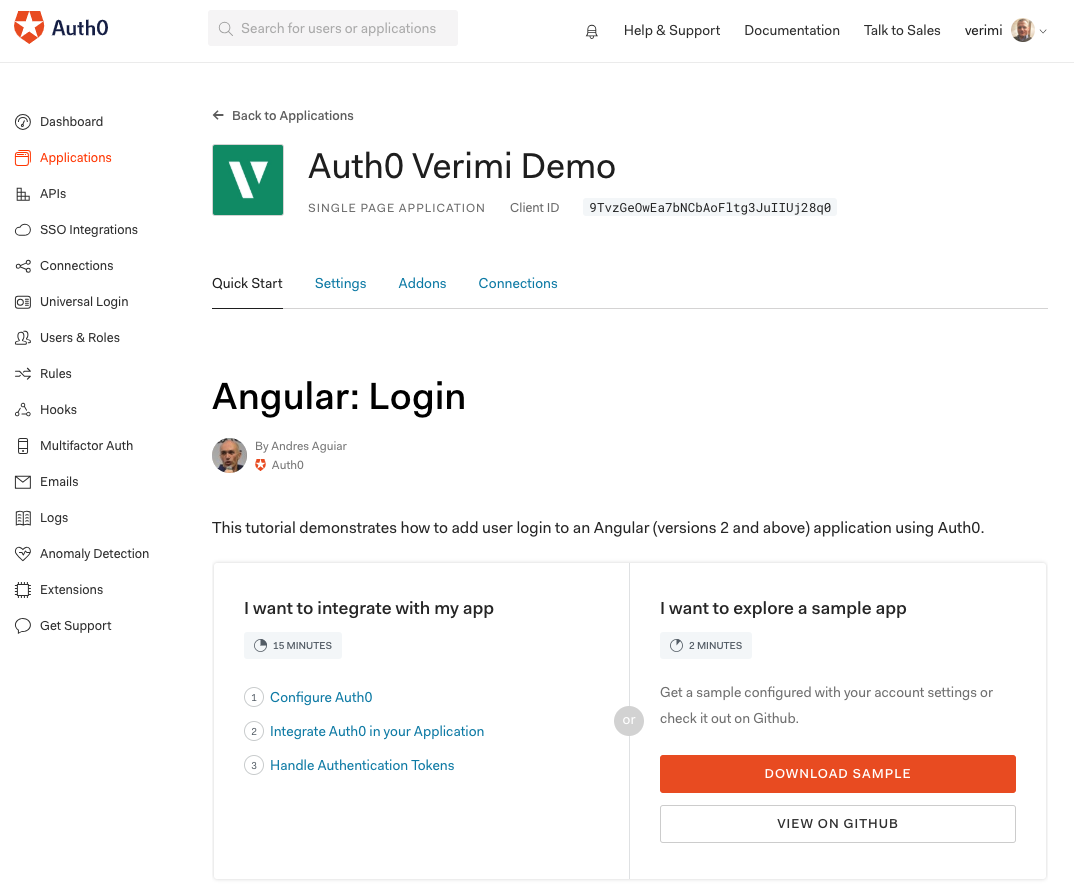 Auth0
Search for users or applications
Help & Support
Documentation
Talk to Sales
verimi
Dashboard
Applications
APIs
SSO Integrations
Connections
Universal Login
Users & Roles
Rules
Hooks
Multifactor Auth
Emails
Logs
Anomaly Detection
Extensions
Get Support
Back to Applications
Auth0 Verimi Demo
SINGLE PAGE APPLICATION Client ID 9TvzGeOwEa7bNCbAoFltg3JuIIUj28q0
Quick Start Settings Addons Connections
Angular: Login
By Andres Aguiar
Auth0
This tutorial demonstrates how to add user login to an Angular (versions 2 and above) application using Auth0.
I want to integrate with my app
15 MINUTES
1 Configure Auth0
2 Integrate Auth0 in your Application
3 Handle Authentication Tokens
or
I want to explore a sample app
2 MINUTES
Get a sample configured with your account settings or
check it out on Github.
DOWNLOAD SAMPLE
VIEW ON GITHUB